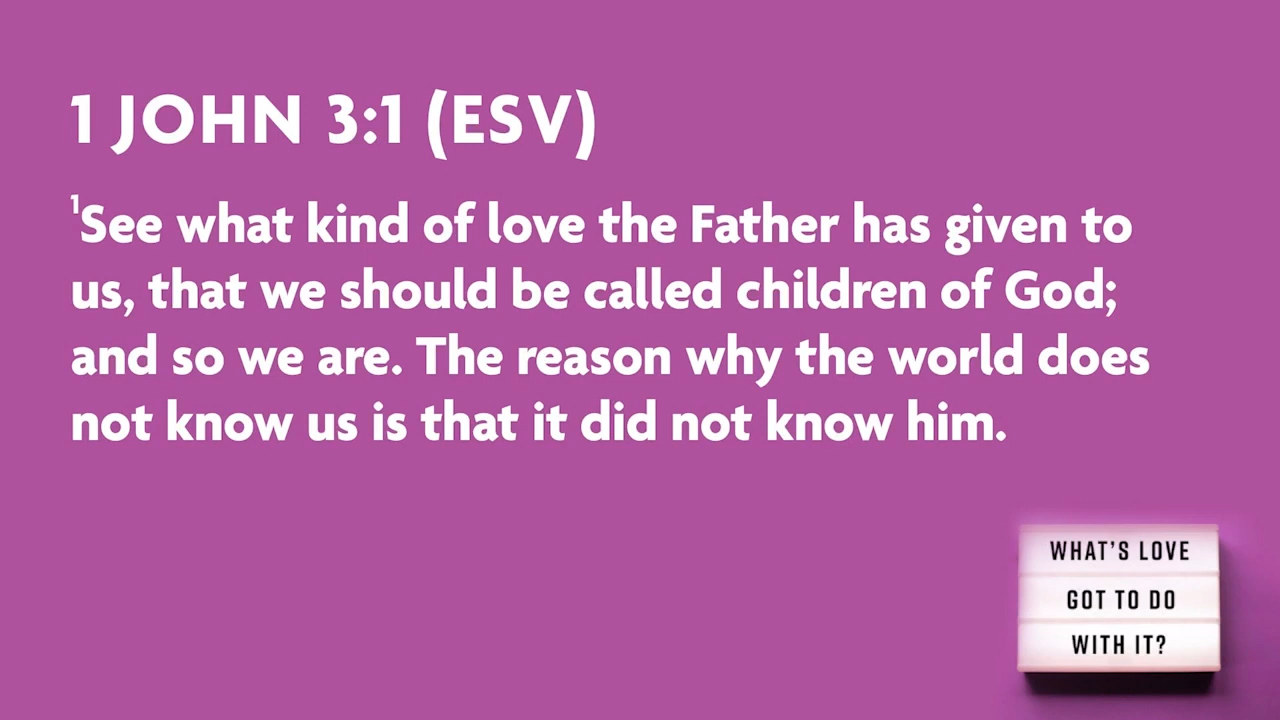 1 JOHN 3:1 (ESV)
¹See what kind of love the Father has given to
us, that we should be called children of God;
and so we are. The reason why the world does
not know us is that it did not know him.
WHAT'S LOVE
GOT TO DO
WITH IT?